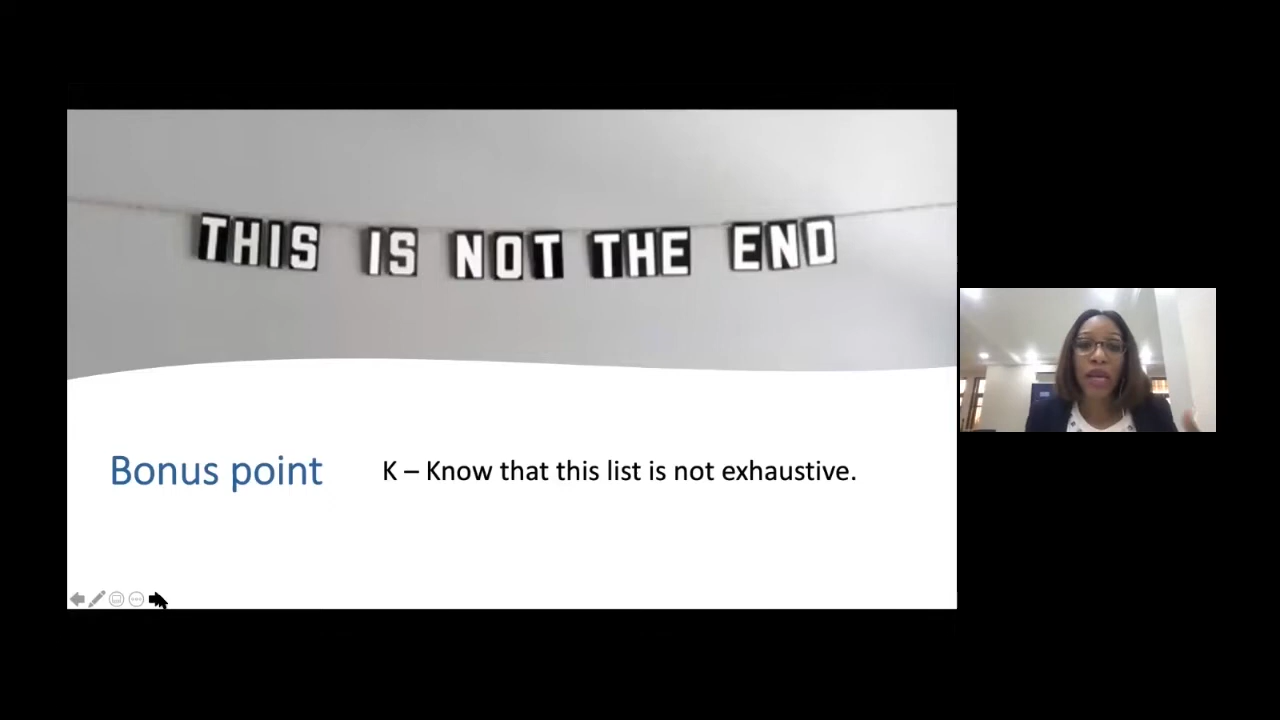 THIS IS NOT THE END
Bonus point
K – Know that this list is not exhaustive.